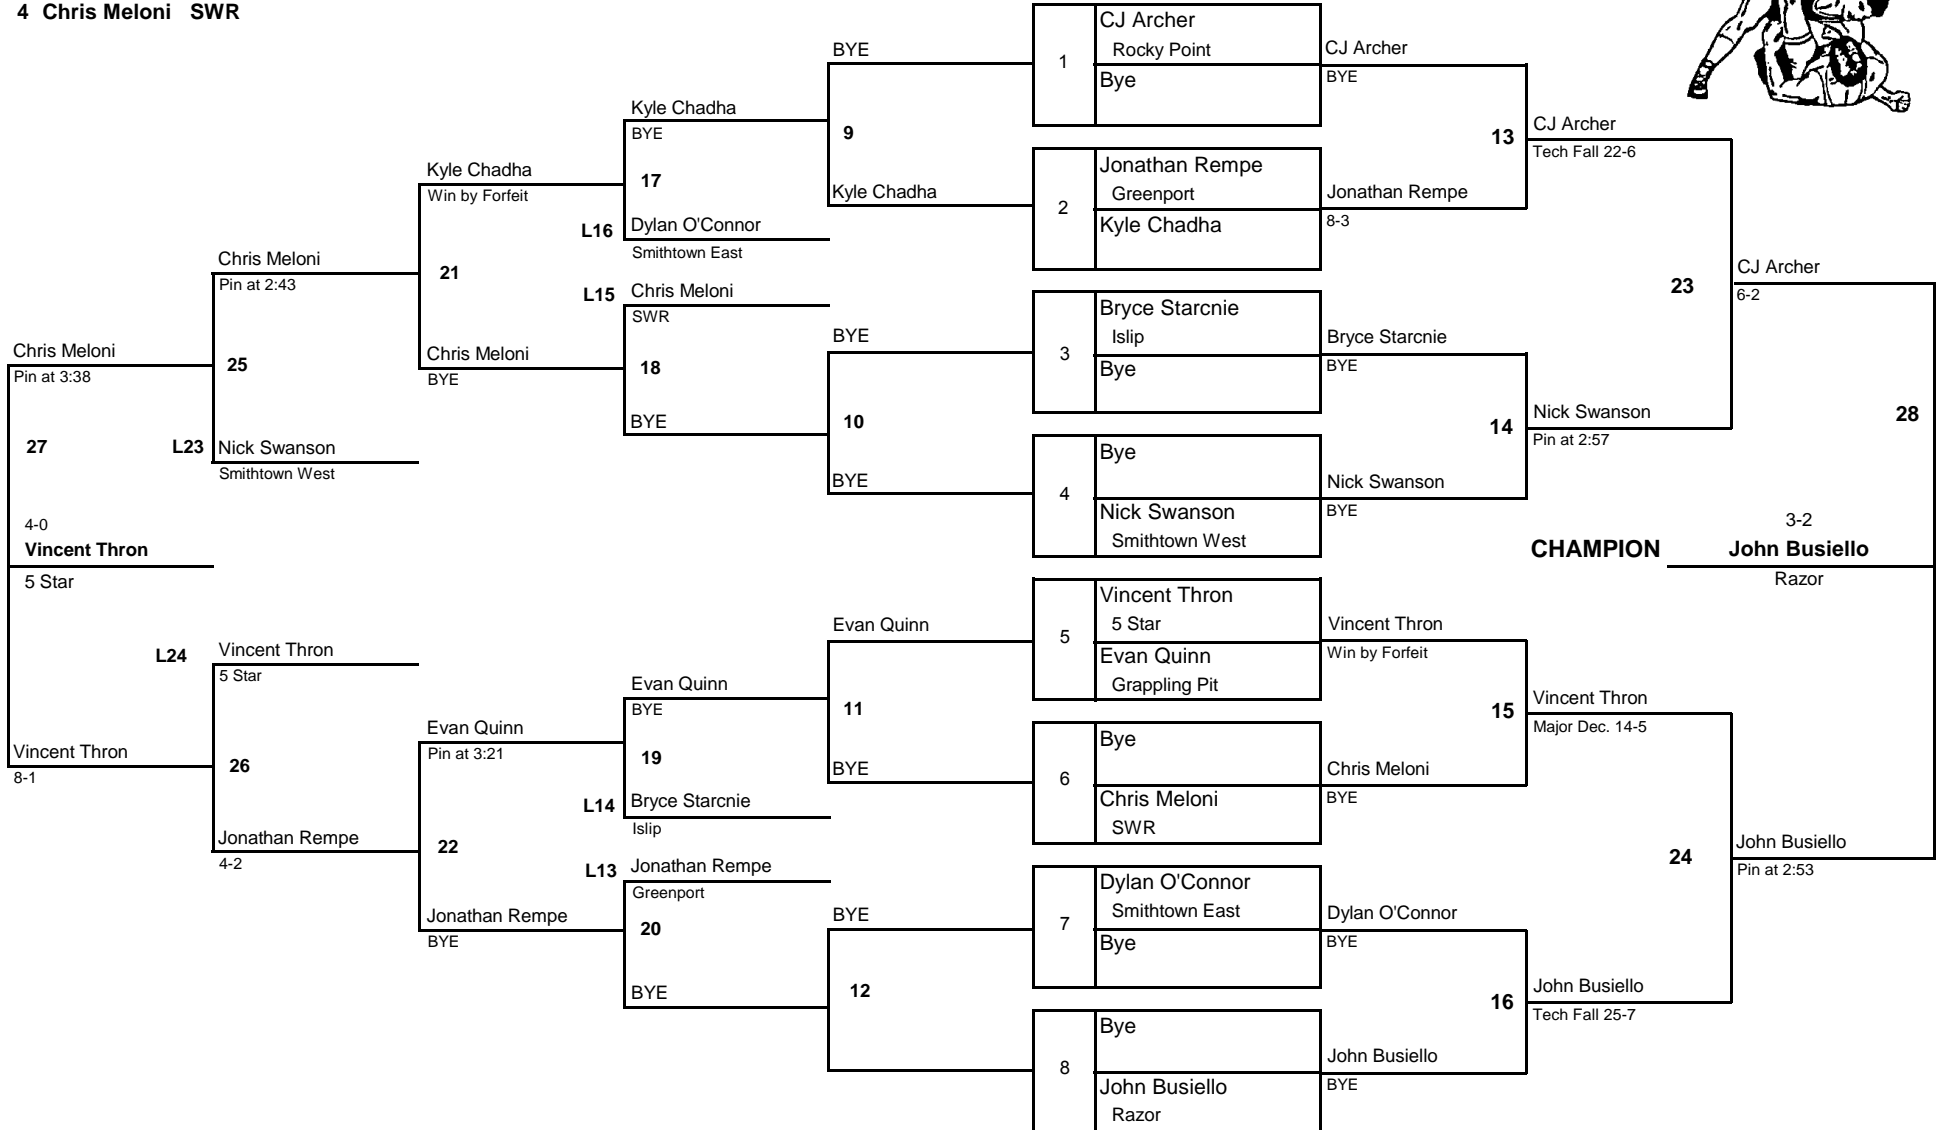 4 Chris Meloni SWR
CJ Archer
Rocky Point
1
Bye
BYE
CJ Archer
BYE
Kyle Chadha
BYE
9
13
CJ Archer
Tech Fall 22-6
Kyle Chadha
Win by Forfeit
17
Kyle Chadha
Jonathan Rempe
Greenport
2
Kyle Chadha
Jonathan Rempe
8-3
L16
Dylan O'Connor
Smithtown East
Chris Meloni
Pin at 2:43
21
L15
Chris Meloni
SWR
23
CJ Archer
6-2
Bryce Starcnie
Islip
3
Bye
BYE
Bryce Starcnie
BYE
Chris Meloni
Pin at 3:38
25
Chris Meloni
BYE
18
BYE
10
14
Nick Swanson
Pin at 2:57
28
27
L23
Nick Swanson
Smithtown West
BYE
Bye
4
Nick Swanson
Smithtown West
Nick Swanson
BYE
4-0
Vincent Thron
5 Star
3-2
CHAMPION
John Busiello
Razor
Vincent Thron
5 Star
5
Evan Quinn
Grappling Pit
Evan Quinn
Vincent Thron
Win by Forfeit
L24
Vincent Thron
5 Star
Evan Quinn
BYE
11
15
Vincent Thron
Major Dec. 14-5
Evan Quinn
Pin at 3:21
19
BYE
Bye
6
Chris Meloni
SWR
Chris Meloni
BYE
Vincent Thron
8-1
26
L14
Bryce Starcnie
Islip
Jonathan Rempe
4-2
22
L13
Jonathan Rempe
Greenport
24
John Busiello
Pin at 2:53
Dylan O'Connor
Smithtown East
7
Bye
BYE
Dylan O'Connor
BYE
Jonathan Rempe
BYE
20
BYE
12
16
John Busiello
Tech Fall 25-7
Bye
8
John Busiello
Razor
John Busiello
BYE